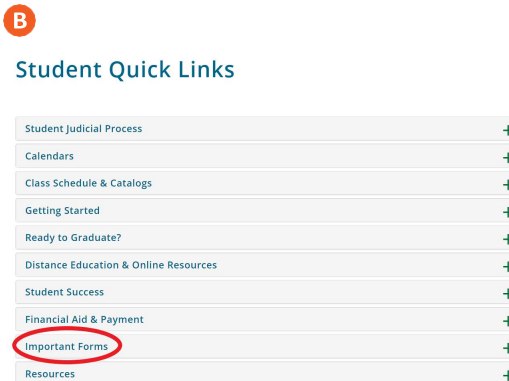 B
Student Quick Links
Student Judicial Process
Calendars
Class Schedule & Catalogs
Getting Started
Ready to Graduate?
Distance Education & Online Resources
Student Success
Financial Aid & Payment
Important Forms
Resources